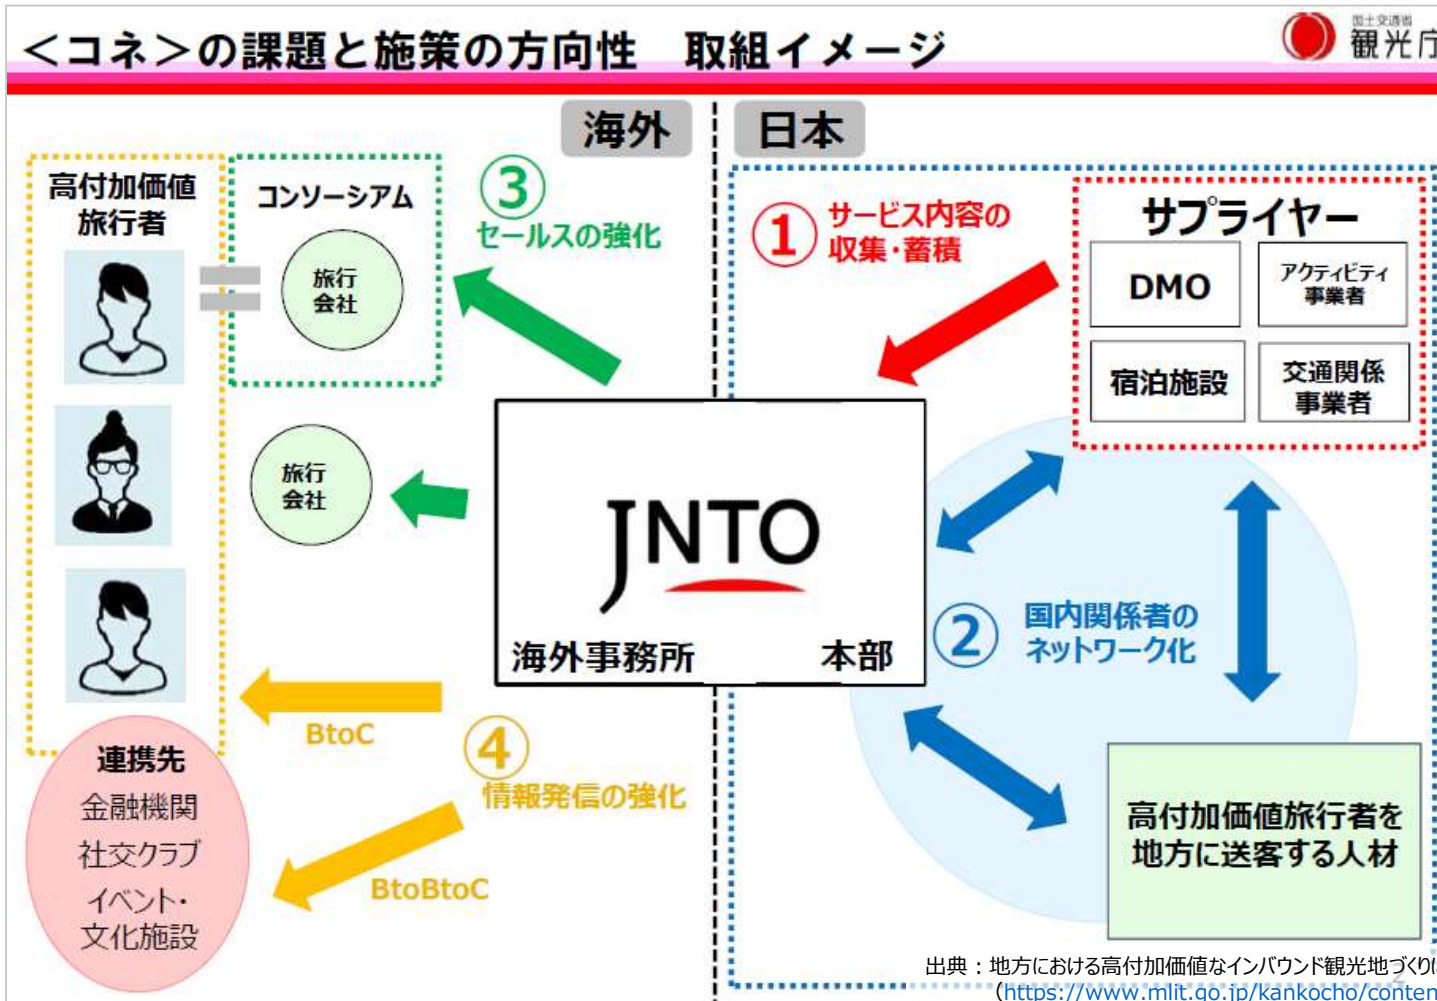 ＜コネ＞の課題と施策の方向性　取組イメージ
国土交通省
観光庁
海外
日本
高付加価値
旅行者
コンソーシアム
旅行
会社
③
セールスの強化
①
サービス内容の
収集・蓄積
サプライヤー
DMO
アクティビティ
事業者
宿泊施設
交通関係
事業者
旅行
会社
JNTO
海外事務所
本部
②
国内関係者の
ネットワーク化
BtoC
④
情報発信の強化
BtoBtoC
連携先
金融機関
社交クラブ
イベント・
文化施設
高付加価値旅行者を
地方に送客する人材
2
出典：地方における高付加価値なインバウンド観光地づくり
（https://www.mlit.go.jp/kankocho/conten